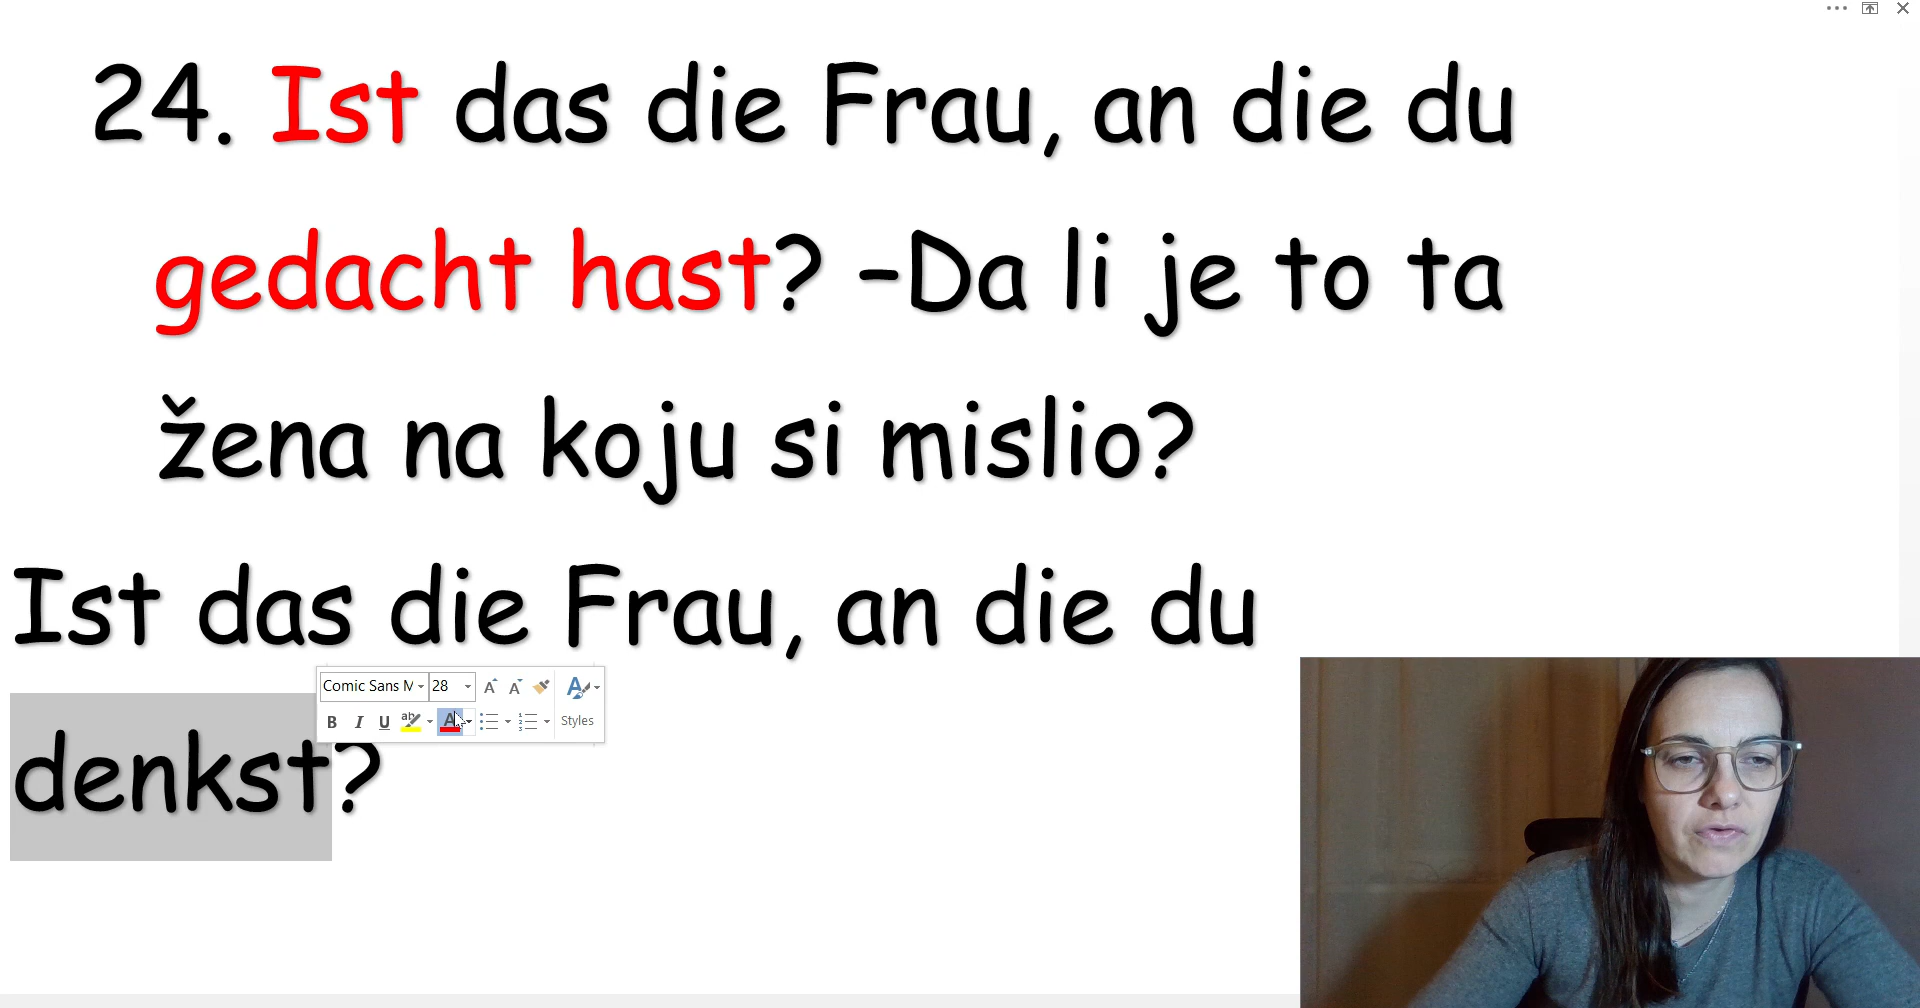 24. Ist das die Frau, an die du
gedacht hast? –Da li je to ta
žena na koju si mislio?
Ist das die Frau, an die du
Comic Sans M 28 A A A
B I U ab A Styles
denkst?